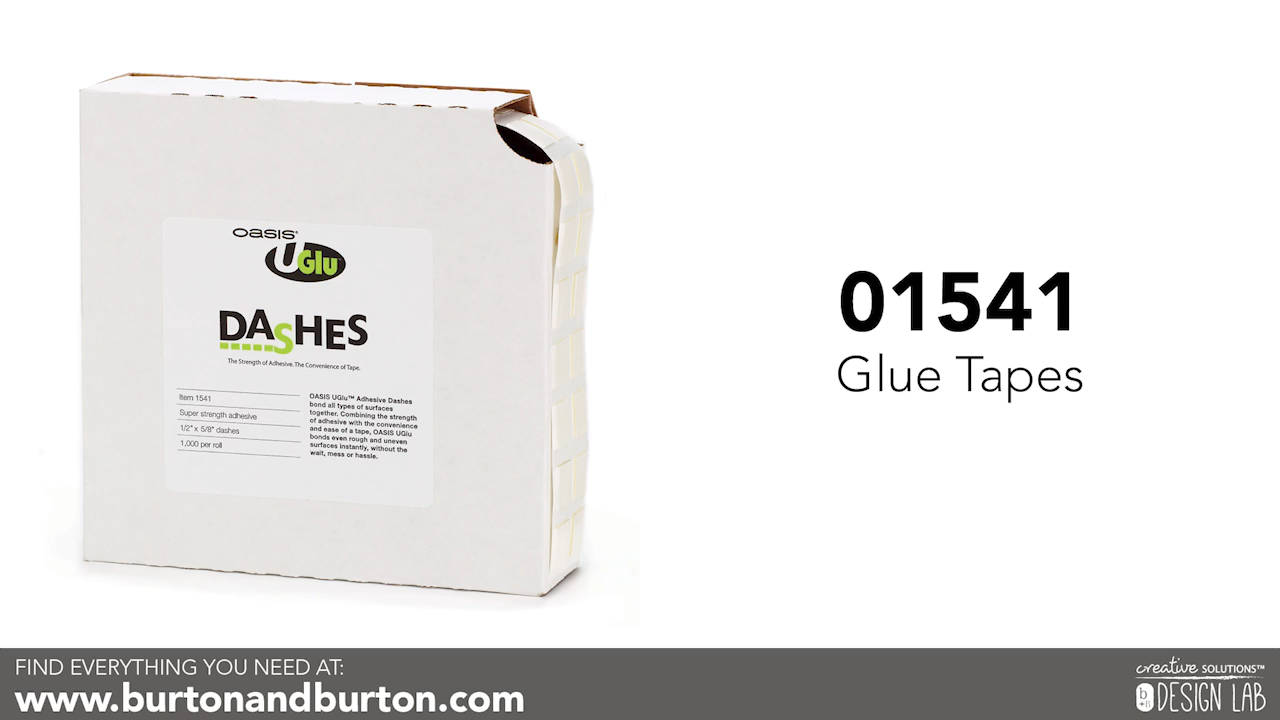 OASIS®
UGlu™
DASHES
The Strength of Adhesive. The Convenience of Tape.
Item 1541
Super strength adhesive
1/2" x 5/8" dashes
1,000 per roll
OASIS UGlu™ Adhesive Dashes
bond all types of surfaces
together. Combining the strength
of adhesive with the convenience
and ease of a tape, OASIS UGlu
bonds even rough and uneven
surfaces instantly, without the
wait, mess or hassle.
01541
Glue Tapes
FIND EVERYTHING YOU NEED AT:
www.burtonandburton.com
creative SOLUTIONS™
b+B DESIGN LAB